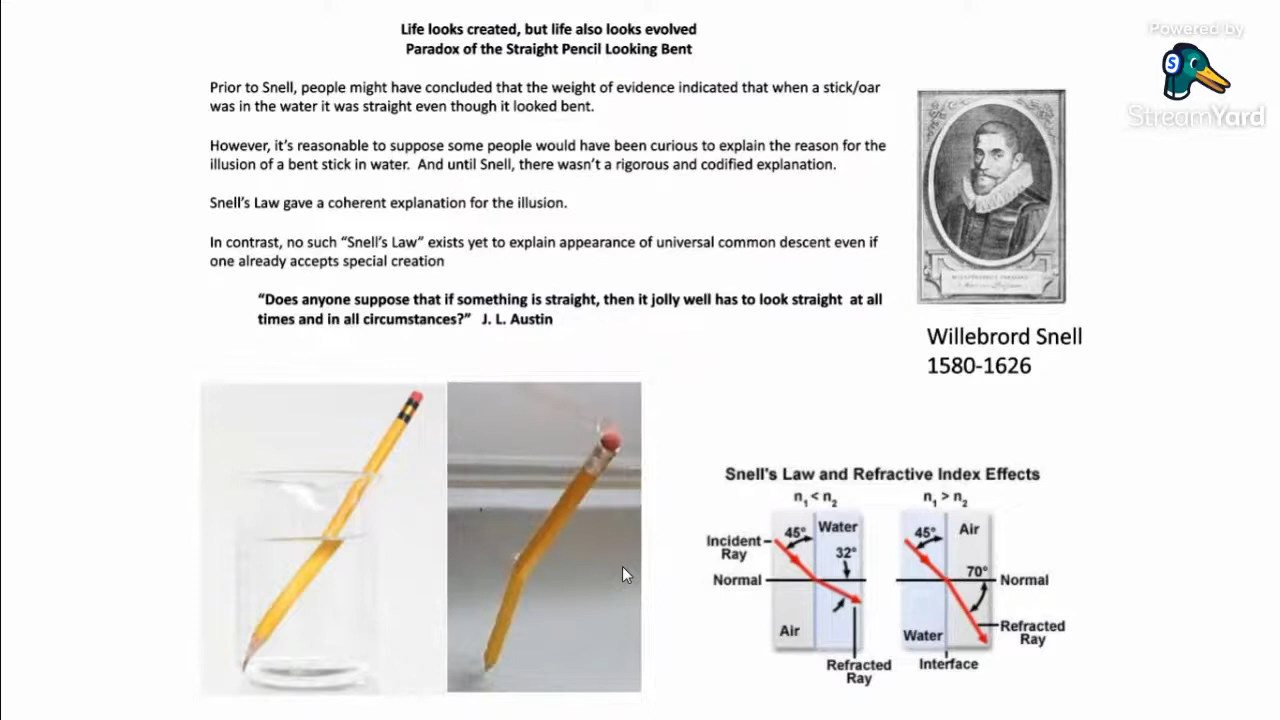 Life looks created, but life also looks evolved
Paradox of the Straight Pencil Looking Bent
Prior to Snell, people might have concluded that the weight of evidence indicated that when a stick/oar
was in the water it was straight even though it looked bent.
However, it's reasonable to suppose some people would have been curious to explain the reason for the
illusion of a bent stick in water.  And until Snell, there wasn't a rigorous and codified explanation.
Snell's Law gave a coherent explanation for the illusion.
In contrast, no such “Snell's Law” exists yet to explain appearance of universal common descent even if
one already accepts special creation
“Does anyone suppose that if something is straight, then it jolly well has to look straight  at all
times and in all circumstances?”  J. L. Austin
Powered by
S
StreamYard
Willebrord Snell
1580-1626
Snell's Law and Refractive Index Effects
n₁ < n₂
n₁ > n₂
Incident
Ray
45°
Water
32°
Normal
Air
Refracted
Ray
45°
Air
70°
Normal
Water
Refracted
Ray
Interface